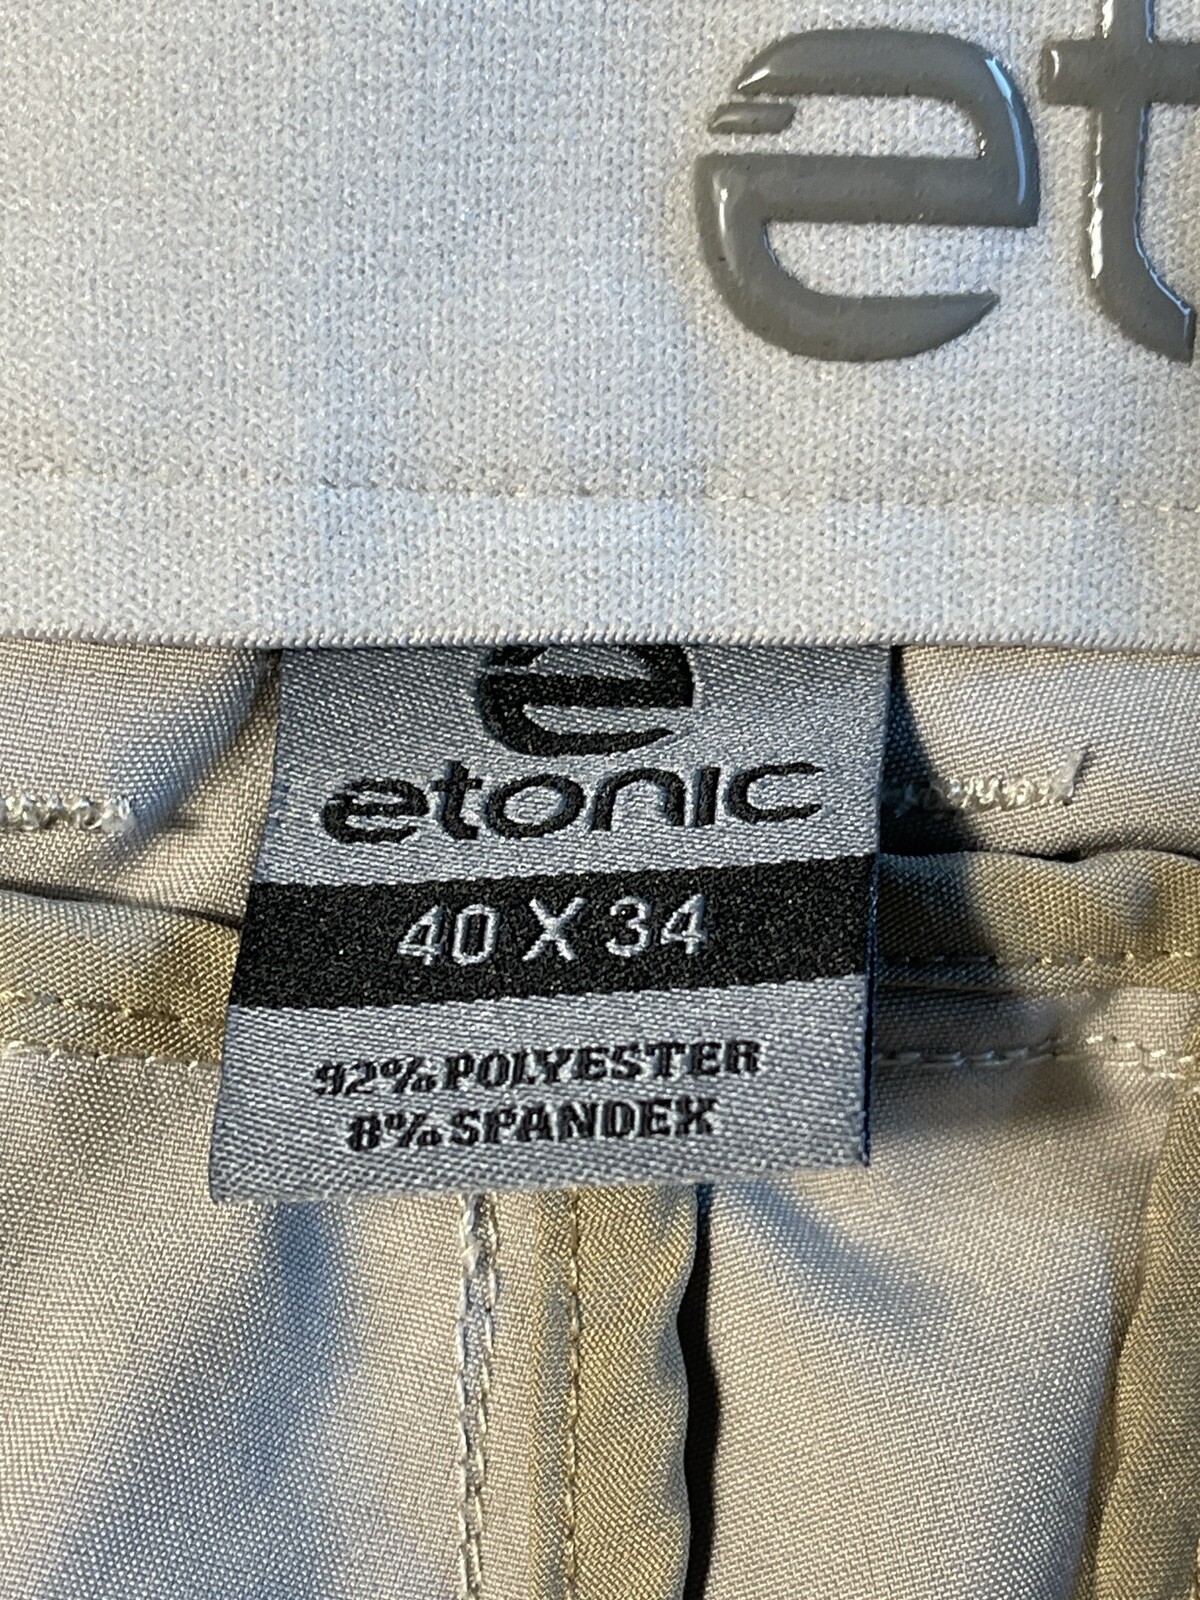 et
etonic
40 X 34
92% POLYESTER
8% SPANDEX